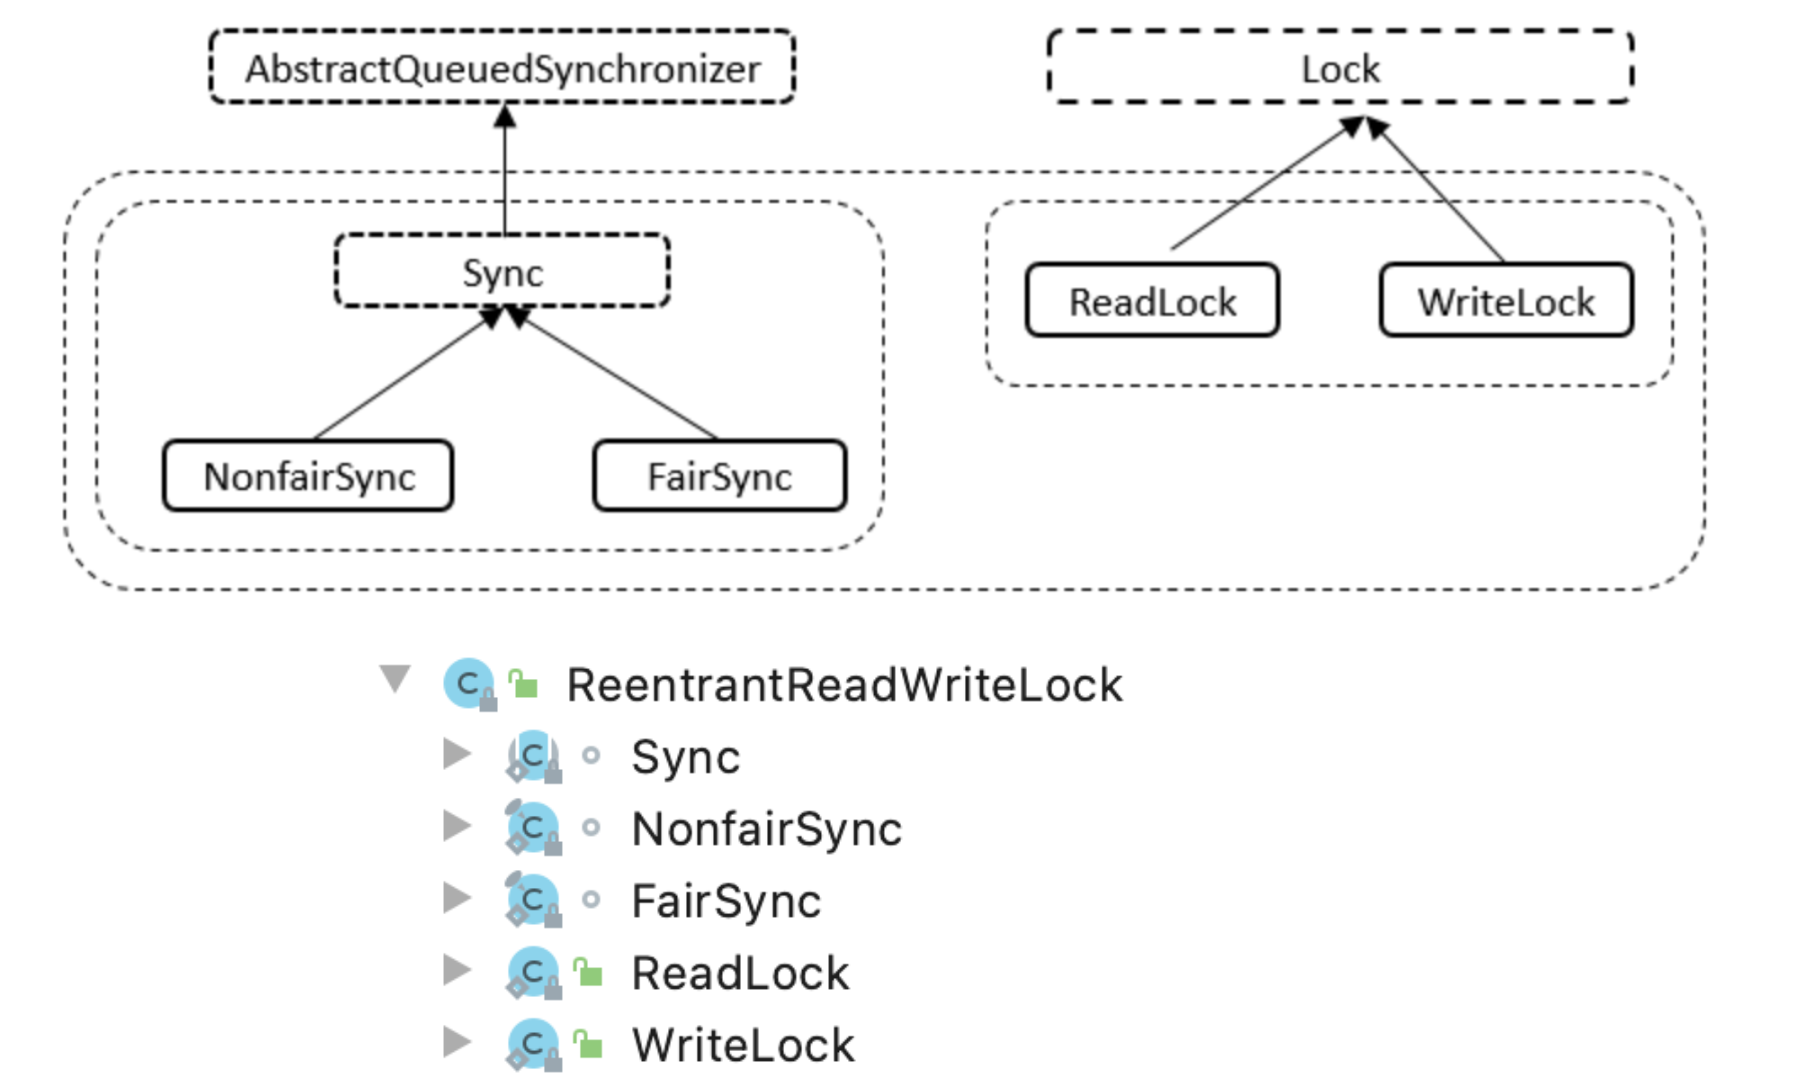 AbstractQueuedSynchronizer
Lock
Sync
ReadLock
WriteLock
NonfairSync
FairSync
ReentrantReadWriteLock
C
Sync
C
NonfairSync
C
FairSync
C
ReadLock
C
WriteLock
C